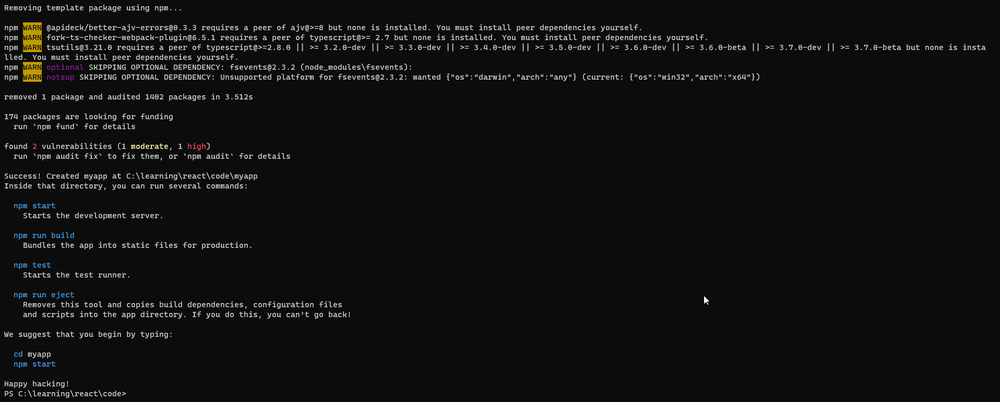 Removing template package using npm...
npm WARN @apideck/better-ajv-errors@0.3.3 requires a peer of ajv@>=8 but none is installed. You must install peer dependencies yourself.
npm WARN fork-ts-checker-webpack-plugin@6.5.1 requires a peer of typescript@>= 2.7 but none is installed. You must install peer dependencies yourself.
npm WARN tsutils@3.21.0 requires a peer of typescript@>=2.8.0 || >= 3.2.0-dev || >= 3.3.0-dev || >= 3.4.0-dev || >= 3.5.0-dev || >= 3.6.0-dev || >= 3.6.0-beta || >= 3.7.0-dev || >= 3.7.0-beta but none is insta
lled. You must install peer dependencies yourself.
npm WARN optional SKIPPING OPTIONAL DEPENDENCY: fsevents@2.3.2 (node_modules\fsevents):
npm WARN notsup SKIPPING OPTIONAL DEPENDENCY: Unsupported platform for fsevents@2.3.2: wanted {"os":"darwin","arch":"any"} (current: {"os":"win32","arch":"x64"})
removed 1 package and audited 1402 packages in 3.512s
174 packages are looking for funding
run `npm fund` for details
found 2 vulnerabilities (1 moderate, 1 high)
run `npm audit fix` to fix them, or `npm audit` for details
Success! Created myapp at C:\learning\react\code\myapp
Inside that directory, you can run several commands:
npm start
Starts the development server.
npm run build
Bundles the app into static files for production.
npm test
Starts the test runner.
npm run eject
Removes this tool and copies build dependencies, configuration files
and scripts into the app directory. If you do this, you can’t go back!
We suggest that you begin by typing:
cd myapp
npm start
Happy hacking!
PS C:\learning\react\code>